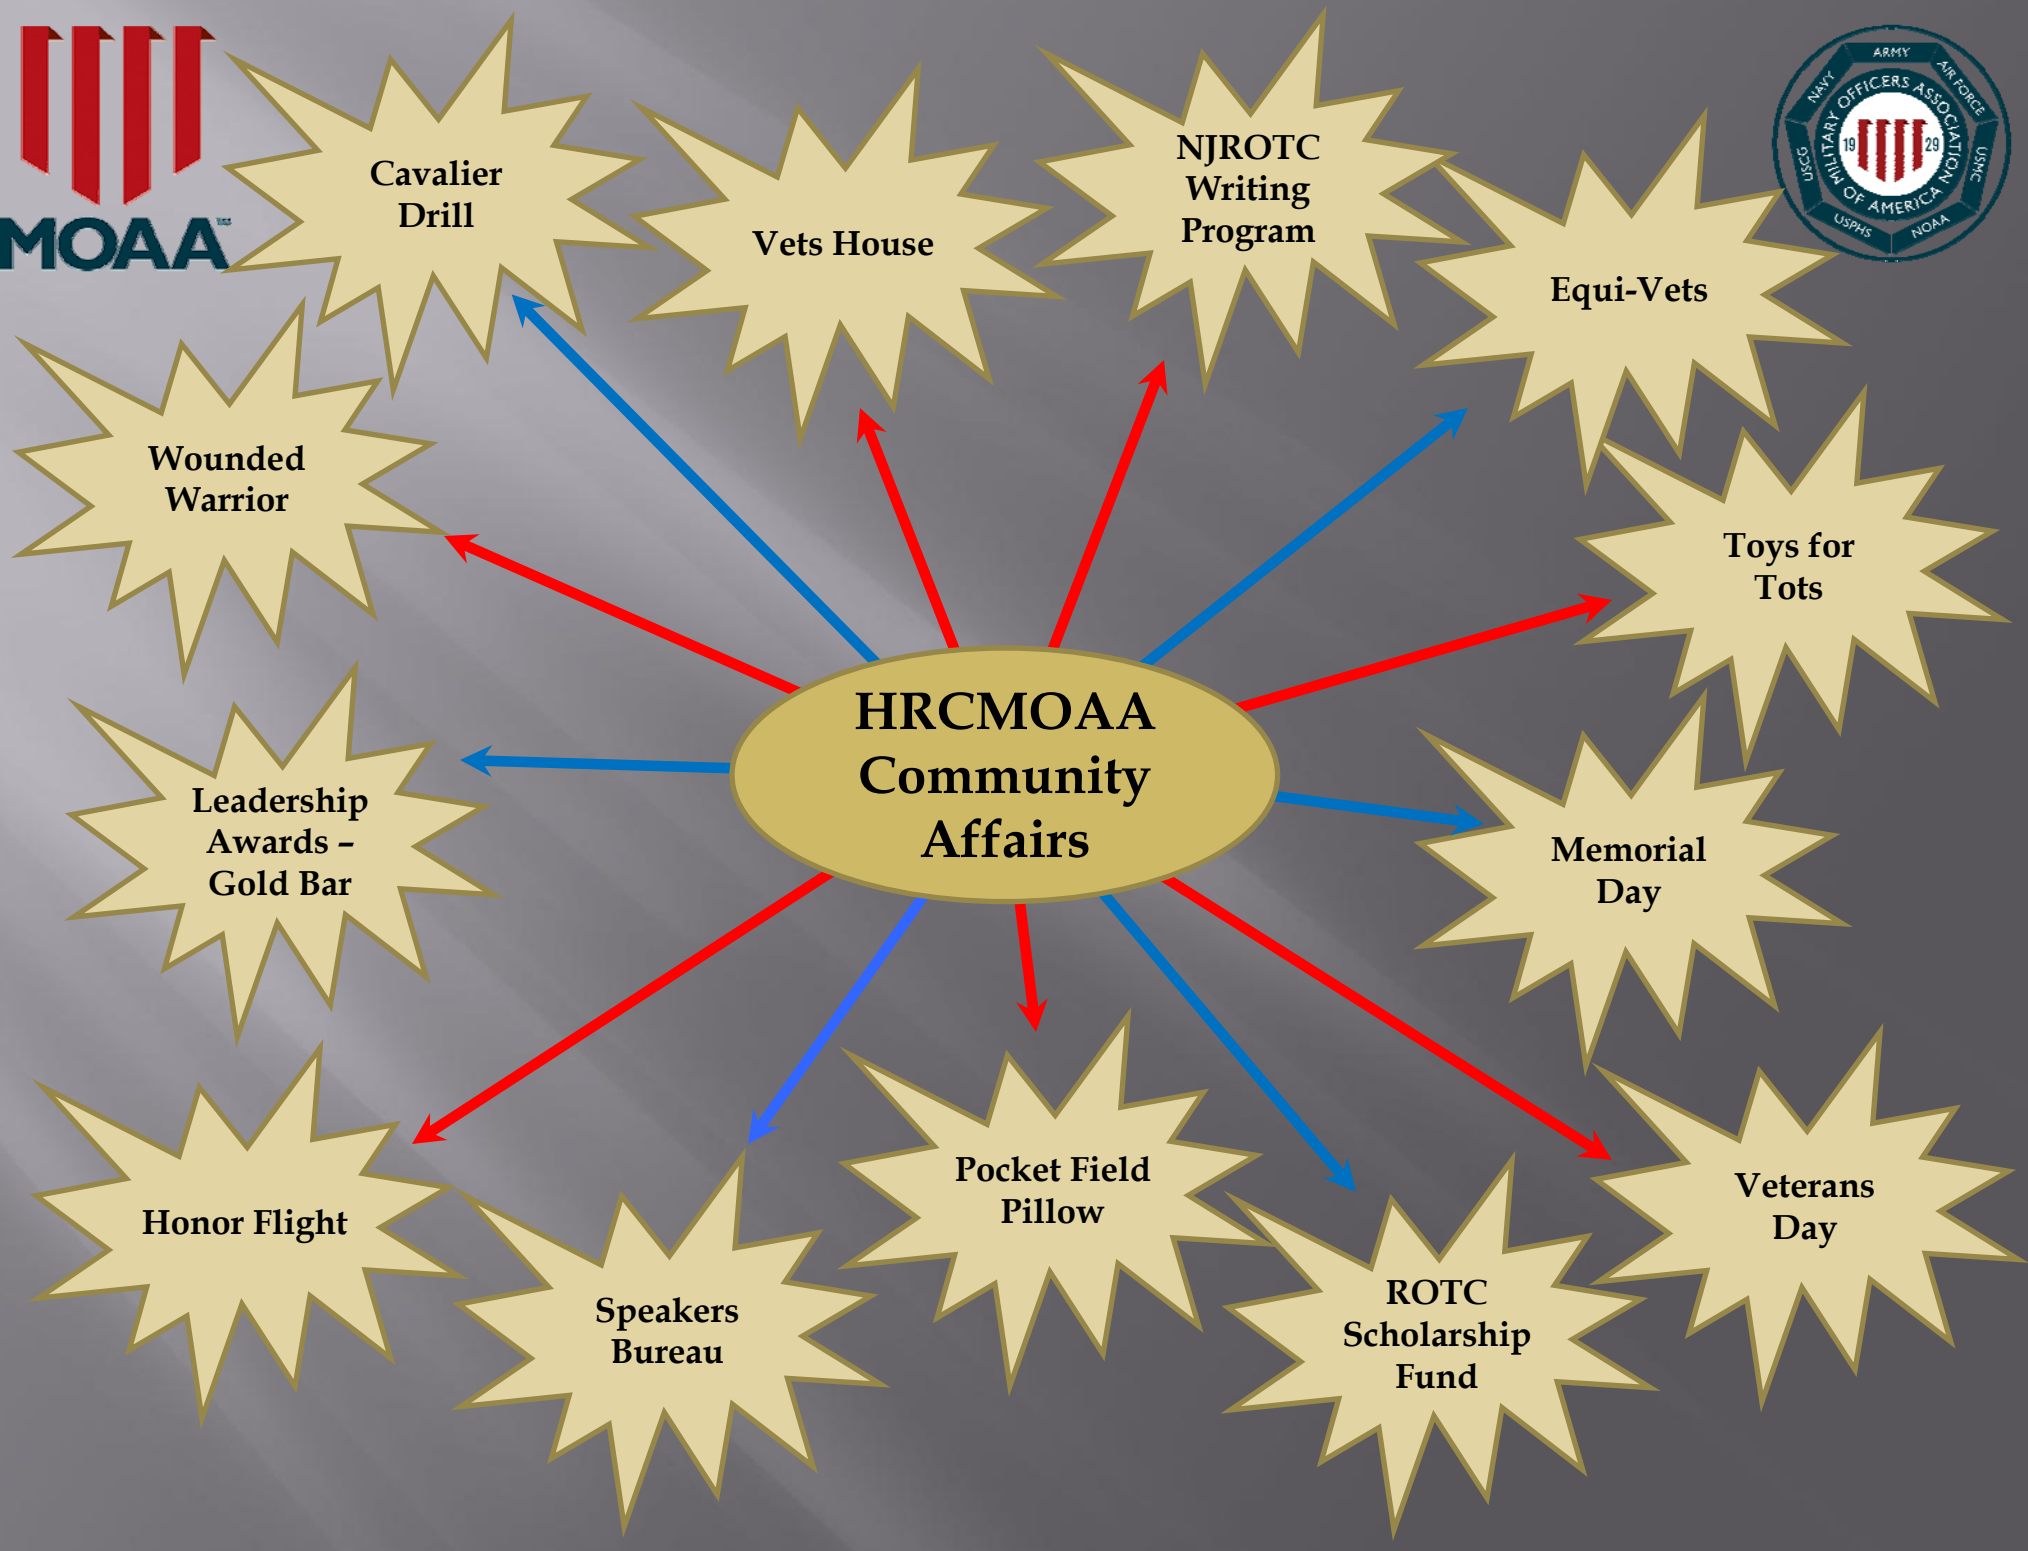 MOAA
ARMY
AIR FORCE
USMC
NOAA
USPHS
USCG
NAVY
MILITARY OFFICERS ASSOCIATION
OF AMERICA
19 29
Cavalier
Drill
Vets House
NJROTC
Writing
Program
Equi-Vets
Wounded
Warrior
Toys for
Tots
HRCMOAA
Community
Affairs
Leadership
Awards –
Gold Bar
Memorial
Day
Honor Flight
Speakers
Bureau
Pocket Field
Pillow
ROTC
Scholarship
Fund
Veterans
Day